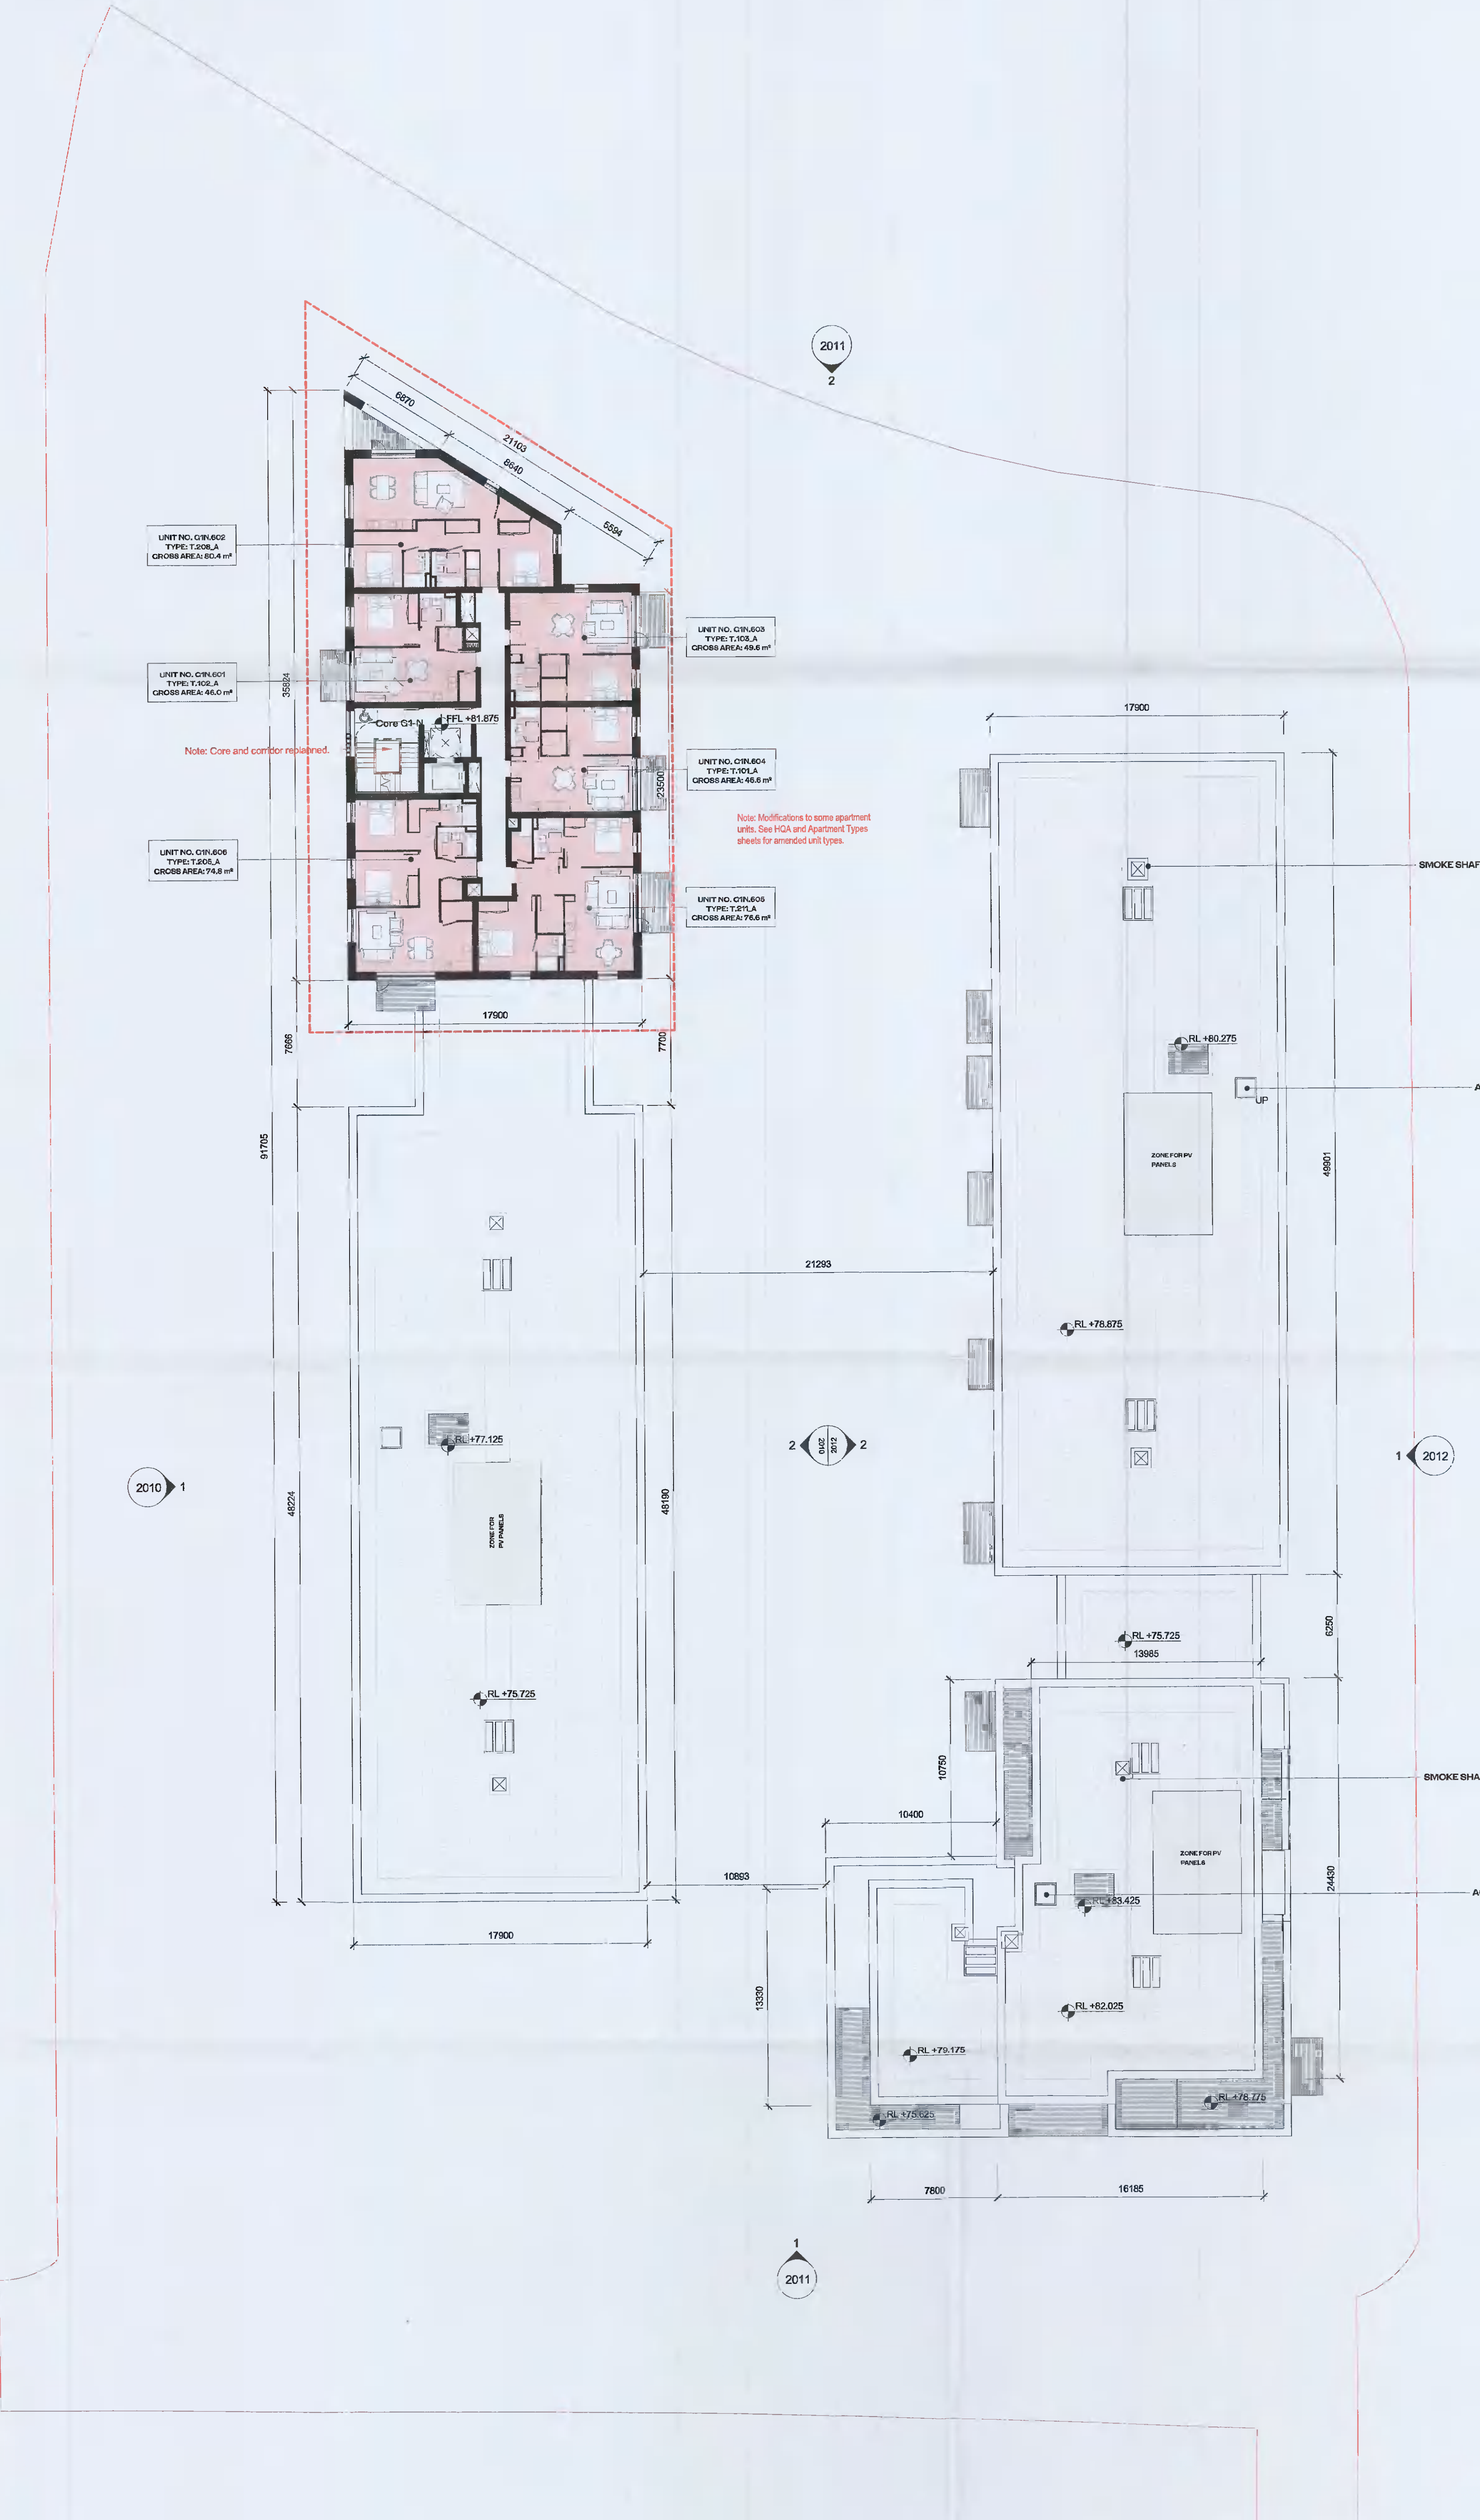 2011
2
6870
21103
8640
5594
UNIT NO. G1N.602
TYPE: T.208_A
GROSS AREA: 80.4 m²
UNIT NO. G1N.603
TYPE: T.103_A
GROSS AREA: 49.6 m²
UNIT NO. G1N.601
TYPE: T.102_A
GROSS AREA: 46.0 m²
35824
Core G1-N
FFL +81.875
17900
Note: Core and corridor replanned.
UNIT NO. G1N.604
TYPE: T.101_A
GROSS AREA: 46.6 m²
23500
Note: Modifications to some apartment
units. See HQA and Apartment Types
sheets for amended unit types.
UNIT NO. G1N.606
TYPE: T.205_A
GROSS AREA: 74.8 m²
SMOKE SHAF
UNIT NO. G1N.605
TYPE: T.211_A
GROSS AREA: 76.6 m²
17900
7666
7700
RL +80.275
UP
A
91705
ZONE FOR PV
PANELS
49901
21293
RL +78.875
RL +77.125
2
2010
2012
2
1
2012
2010
1
48224
48190
ZONE FOR
PV PANELS
RL +75.725
RL +75.725
13985
6250
10750
SMOKE SHA
10400
ZONE FOR PV
PANELS
10893
24430
RL +83.425
A
17900
13330
RL +82.025
RL +79.175
RL +78.775
RL +75.625
7800
16185
1
2011